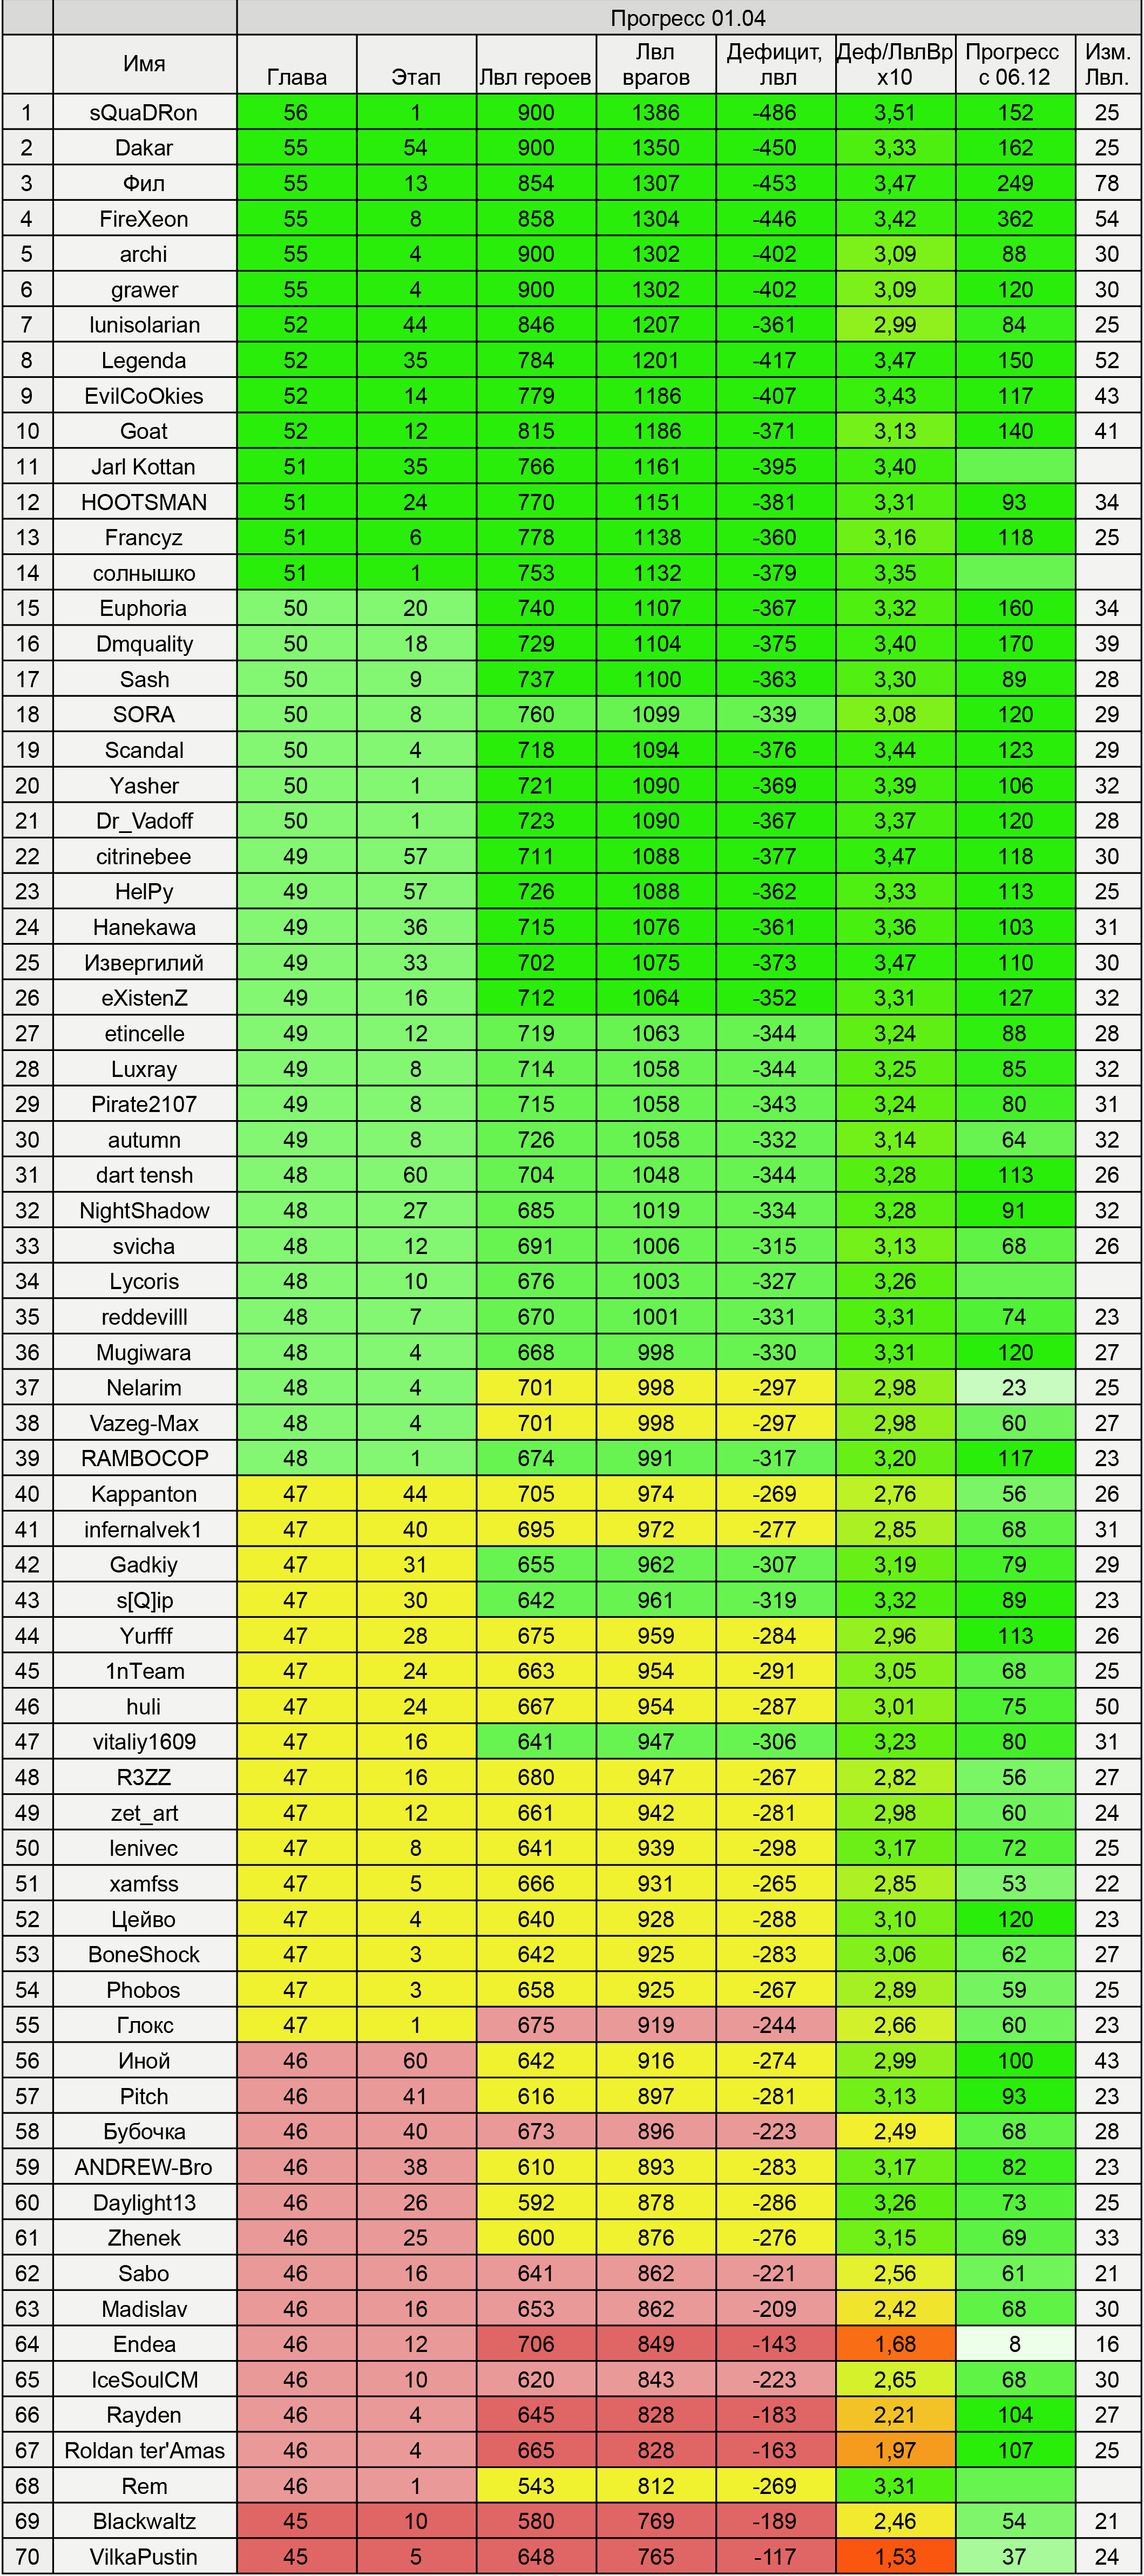 Прогресс 01.04
Имя Глава Этап Лвл героев Лвл врагов Дефицит, лвл Деф/ЛвлВр x10 Прогресс с 06.12 Изм. Лвл.
1 sQuaDRon 56 1 900 1386 -486 3,51 152 25
2 Dakar 55 54 900 1350 -450 3,33 162 25
3 Фил 55 13 854 1307 -453 3,47 249 78
4 FireXeon 55 8 858 1304 -446 3,42 362 54
5 archi 55 4 900 1302 -402 3,09 88 30
6 grawer 55 4 900 1302 -402 3,09 120 30
7 lunisolarian 52 44 846 1207 -361 2,99 84 25
8 Legenda 52 35 784 1201 -417 3,47 150 52
9 EvilCoOkies 52 14 779 1186 -407 3,43 117 43
10 Goat 52 12 815 1186 -371 3,13 140 41
11 Jarl Kottan 51 35 766 1161 -395 3,40
12 HOOTSMAN 51 24 770 1151 -381 3,31 93 34
13 Francyz 51 6 778 1138 -360 3,16 118 25
14 солнышко 51 1 753 1132 -379 3,35
15 Euphoria 50 20 740 1107 -367 3,32 160 34
16 Dmquality 50 18 729 1104 -375 3,40 170 39
17 Sash 50 9 737 1100 -363 3,30 89 28
18 SORA 50 8 760 1099 -339 3,08 120 29
19 Scandal 50 4 718 1094 -376 3,44 123 29
20 Yasher 50 1 721 1090 -369 3,39 106 32
21 Dr_Vadoff 50 1 723 1090 -367 3,37 120 28
22 citrinebee 49 57 711 1088 -377 3,47 118 30
23 HelPy 49 57 726 1088 -362 3,33 113 25
24 Hanekawa 49 36 715 1076 -361 3,36 103 31
25 Извергилий 49 33 702 1075 -373 3,47 110 30
26 eXistenZ 49 16 712 1064 -352 3,31 127 32
27 etincelle 49 12 719 1063 -344 3,24 88 28
28 Luxray 49 8 714 1058 -344 3,25 85 32
29 Pirate2107 49 8 715 1058 -343 3,24 80 31
30 autumn 49 8 726 1058 -332 3,14 64 32
31 dart tensh 48 60 704 1048 -344 3,28 113 26
32 NightShadow 48 27 685 1019 -334 3,28 91 32
33 svicha 48 12 691 1006 -315 3,13 68 26
34 Lycoris 48 10 676 1003 -327 3,26
35 reddevilll 48 7 670 1001 -331 3,31 74 23
36 Mugiwara 48 4 668 998 -330 3,31 120 27
37 Nelarim 48 4 701 998 -297 2,98 23 25
38 Vazeg-Max 48 4 701 998 -297 2,98 60 27
39 RAMBOCOP 48 1 674 991 -317 3,20 117 23
40 Kappanton 47 44 705 974 -269 2,76 56 26
41 infernalvek1 47 40 695 972 -277 2,85 68 31
42 Gadkiy 47 31 655 962 -307 3,19 79 29
43 s[Q]ip 47 30 642 961 -319 3,32 89 23
44 Yurfff 47 28 675 959 -284 2,96 113 26
45 1nTeam 47 24 663 954 -291 3,05 68 25
46 huli 47 24 667 954 -287 3,01 75 50
47 vitaliy1609 47 16 641 947 -306 3,23 80 31
48 R3ZZ 47 16 680 947 -267 2,82 56 27
49 zet_art 47 12 661 942 -281 2,98 60 24
50 lenivec 47 8 641 939 -298 3,17 72 25
51 xamfss 47 5 666 931 -265 2,85 53 22
52 Цейво 47 4 640 928 -288 3,10 120 23
53 BoneShock 47 3 642 925 -283 3,06 62 27
54 Phobos 47 3 658 925 -267 2,89 59 25
55 Глокс 47 1 675 919 -244 2,66 60 23
56 Иной 46 60 642 916 -274 2,99 100 43
57 Pitch 46 41 616 897 -281 3,13 93 23
58 Бубочка 46 40 673 896 -223 2,49 68 28
59 ANDREW-Bro 46 38 610 893 -283 3,17 82 23
60 Daylight13 46 26 592 878 -286 3,26 73 25
61 Zhenek 46 25 600 876 -276 3,15 69 33
62 Sabo 46 16 641 862 -221 2,56 61 21
63 Madislav 46 16 653 862 -209 2,42 68 30
64 Endea 46 12 706 849 -143 1,68 8 16
65 IceSoulCM 46 10 620 843 -223 2,65 68 30
66 Rayden 46 4 645 828 -183 2,21 104 27
67 Roldan ter'Amas 46 4 665 828 -163 1,97 107 25
68 Rem 46 1 543 812 -269 3,31
69 Blackwaltz 45 10 580 769 -189 2,46 54 21
70 VilkaPustin 45 5 648 765 -117 1,53 37 24